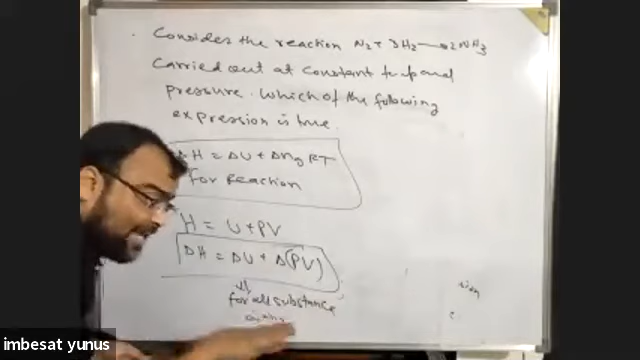 Consider the reaction N₂ + 3H₂ → 2NH₃
Carried out at constant temp and
pressure. Which of the following
expression is true.
ΔH = ΔU + Δng RT
for Reaction
H = U + PV
ΔH = ΔU + Δ(PV)
for all substance
imbesat yunus